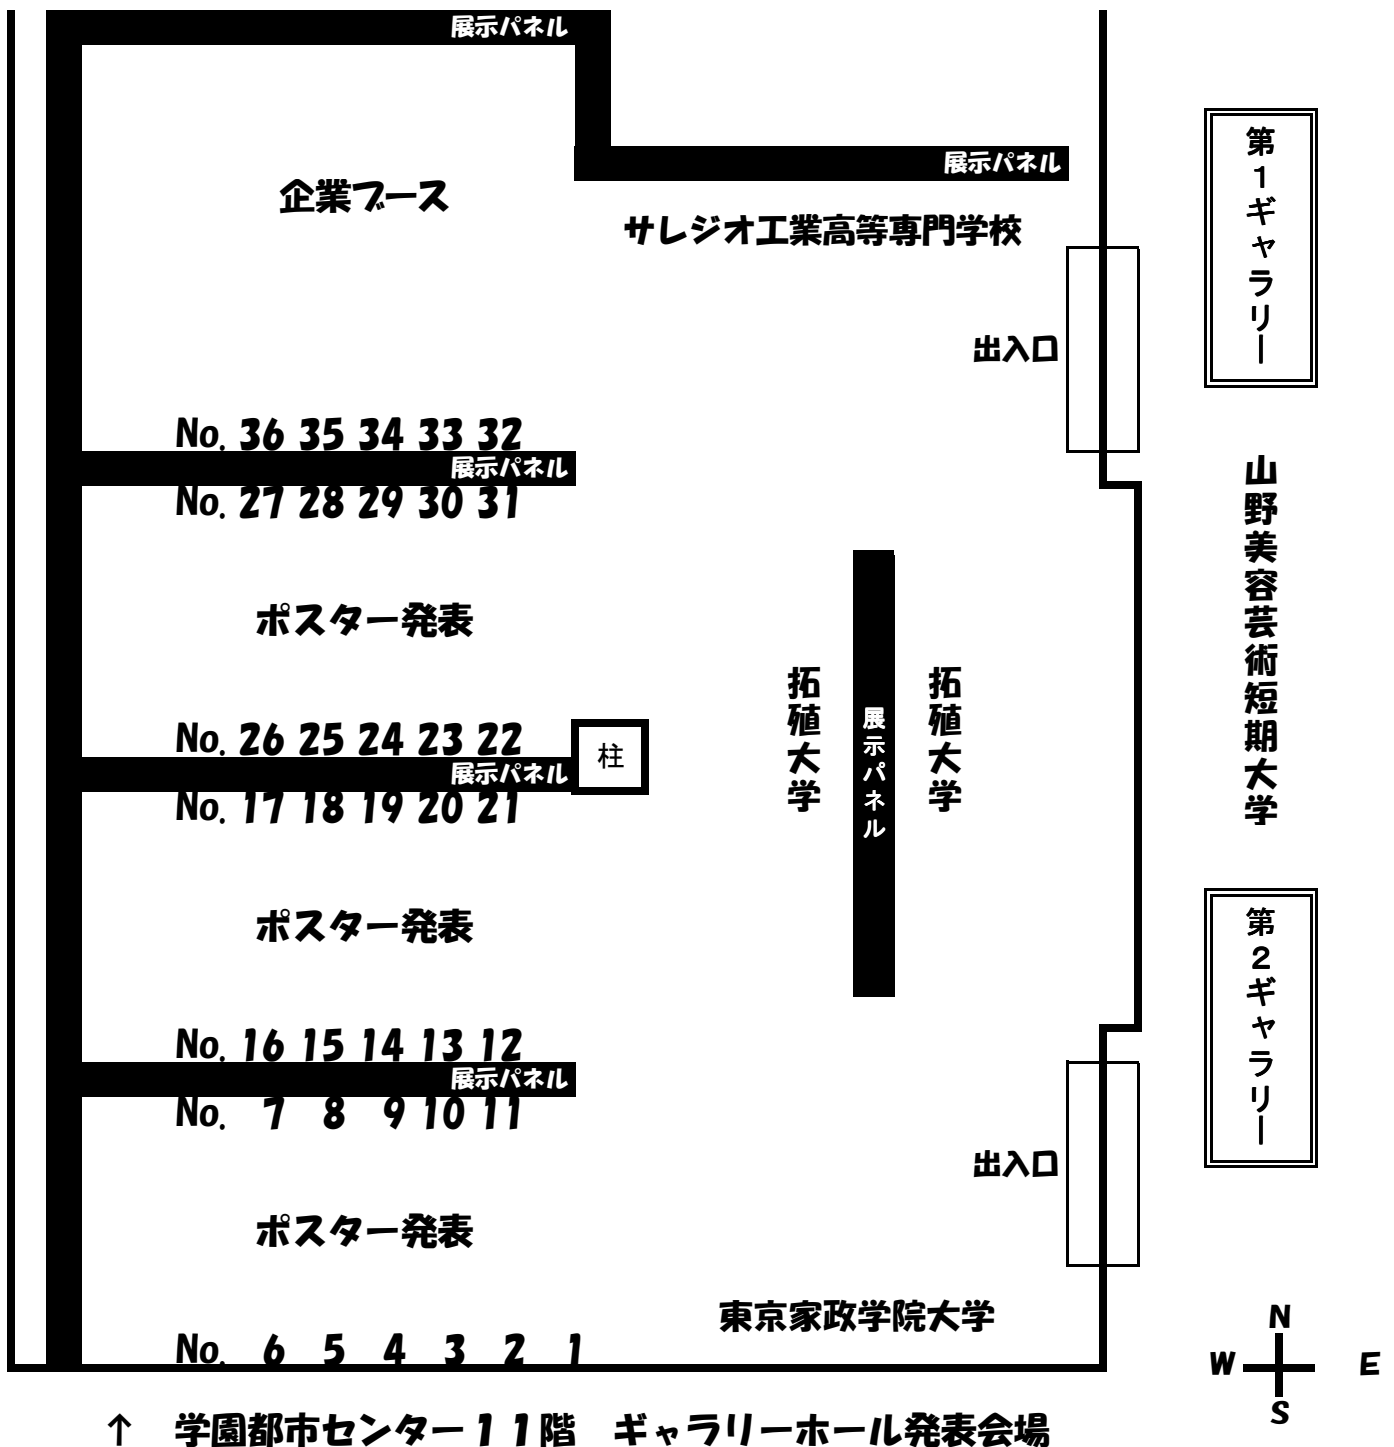 展示パネル
展示パネル
企業ブース
サレジオ工業高等専門学校
第1ギャラリー
出入口
No. 36 35 34 33 32
展示パネル
No. 27 28 29 30 31
山野美容芸術短期大学
ポスター発表
拓殖大学
展示パネル
拓殖大学
No. 26 25 24 23 22
柱
展示パネル
No. 17 18 19 20 21
ポスター発表
第2ギャラリー
No. 16 15 14 13 12
展示パネル
No. 7 8 9 10 11
出入口
ポスター発表
東京家政学院大学
No. 6 5 4 3 2 1
N
W E
S
↑ 学園都市センター11階 ギャラリーホール発表会場